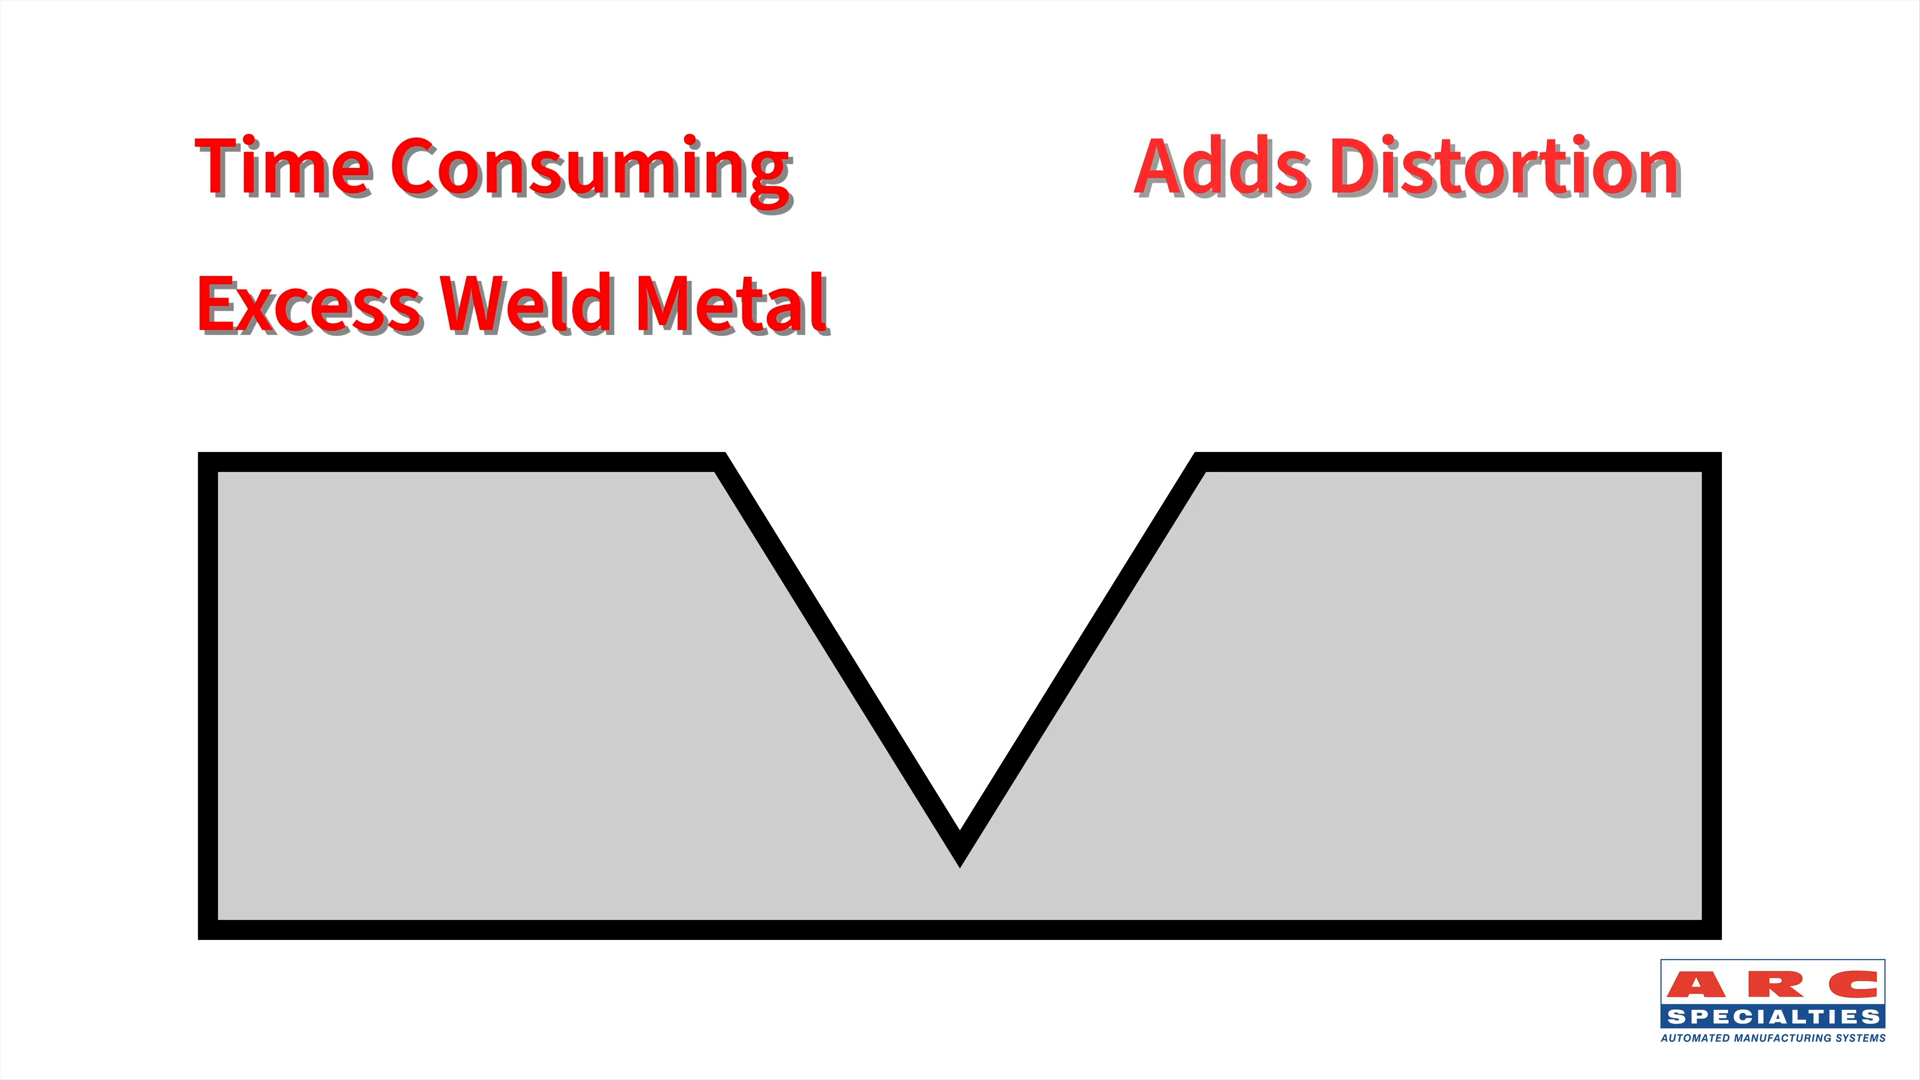 Time Consuming
Adds Distortion
Excess Weld Metal
ARC
SPECIALTIES
AUTOMATED MANUFACTURING SYSTEMS